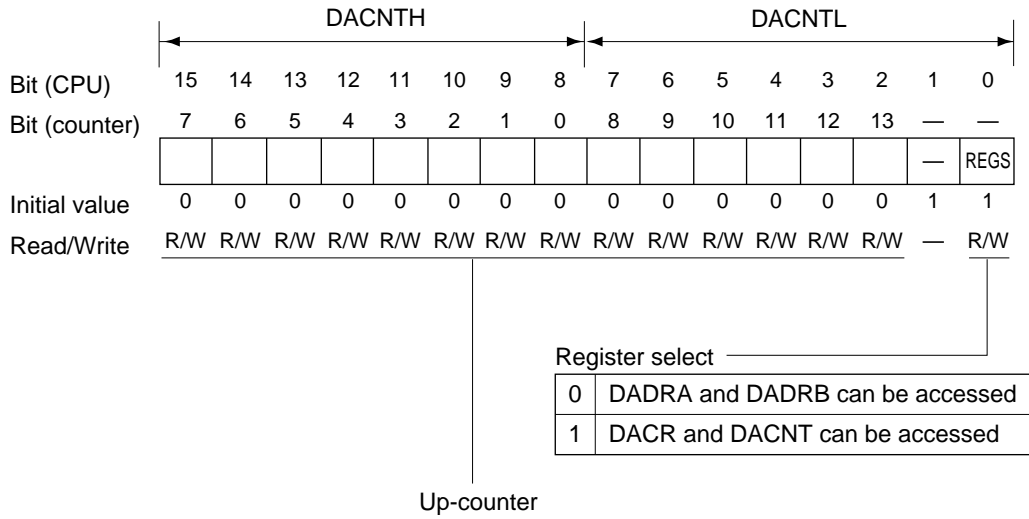 DACNTH DACNTL
Bit (CPU) 15 14 13 12 11 10 9 8 7 6 5 4 3 2 1 0
Bit (counter) 7 6 5 4 3 2 1 0 8 9 10 11 12 13 — —
— REGS
Initial value 0 0 0 0 0 0 0 0 0 0 0 0 0 0 1 1
Read/Write R/W R/W R/W R/W R/W R/W R/W R/W R/W R/W R/W R/W R/W R/W — R/W
Register select
0 DADRA and DADRB can be accessed
1 DACR and DACNT can be accessed
Up-counter